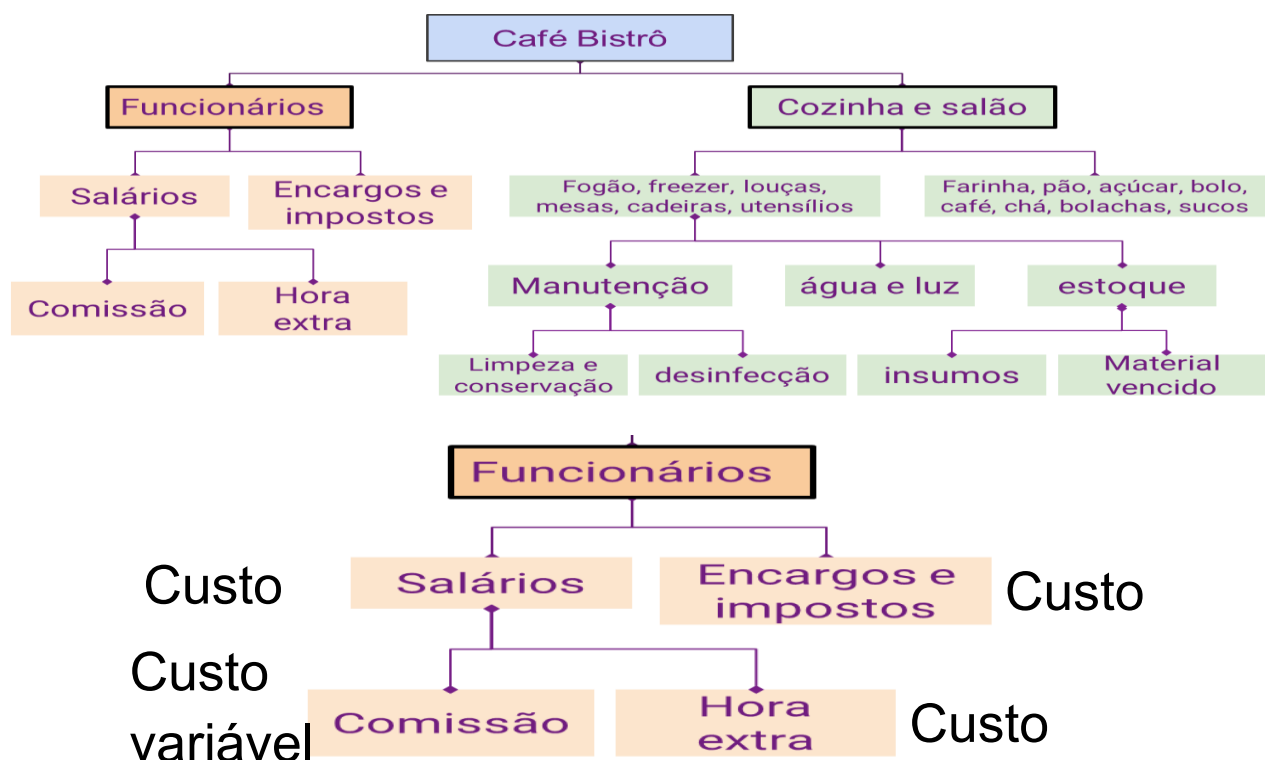 Café Bistrô
Funcionários
Cozinha e salão
Salários
Encargos e
impostos
Fogão, freezer, louças,
mesas, cadeiras, utensílios
Farinha, pão, açúcar, bolo,
café, chá, bolachas, sucos
Comissão
Hora
extra
Manutenção
água e luz
estoque
Limpeza e
conservação
desinfecção
insumos
Material
vencido
Funcionários
Custo
Salários
Encargos e
impostos
Custo
Custo
variável
Comissão
Hora
extra
Custo